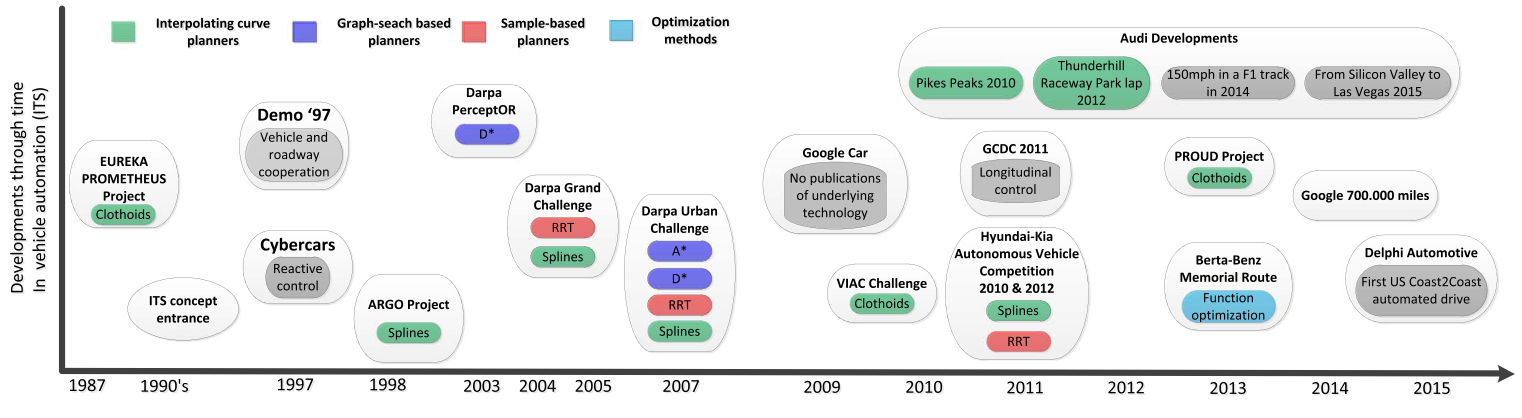 Interpolating curve
planners
Graph-seach based
planners
Sample-based
planners
Optimization
methods
Developments through time
In vehicle automation (ITS)
EUREKA
PROMETHEUS
Project
Clothoids
ITS concept
entrance
Demo ‘97
Vehicle and
roadway
cooperation
Cybercars
Reactive
control
ARGO Project
Splines
Darpa
PerceptOR
D*
Darpa Grand
Challenge
RRT
Splines
Darpa Urban
Challenge
A*
D*
RRT
Splines
Google Car
No publications
of underlying
technology
VIAC Challenge
Clothoids
Audi Developments
Pikes Peaks 2010
Thunderhill
Raceway Park lap
2012
150mph in a F1 track
in 2014
From Silicon Valley to
Las Vegas 2015
GCDC 2011
Longitudinal
control
Hyundai-Kia
Autonomous Vehicle
Competition
2010 & 2012
Splines
RRT
PROUD Project
Clothoids
Berta-Benz
Memorial Route
Function
optimization
Google 700.000 miles
Delphi Automotive
First US Coast2Coast
automated drive
1987
1990's
1997
1998
2003
2004
2005
2007
2009
2010
2011
2012
2013
2014
2015